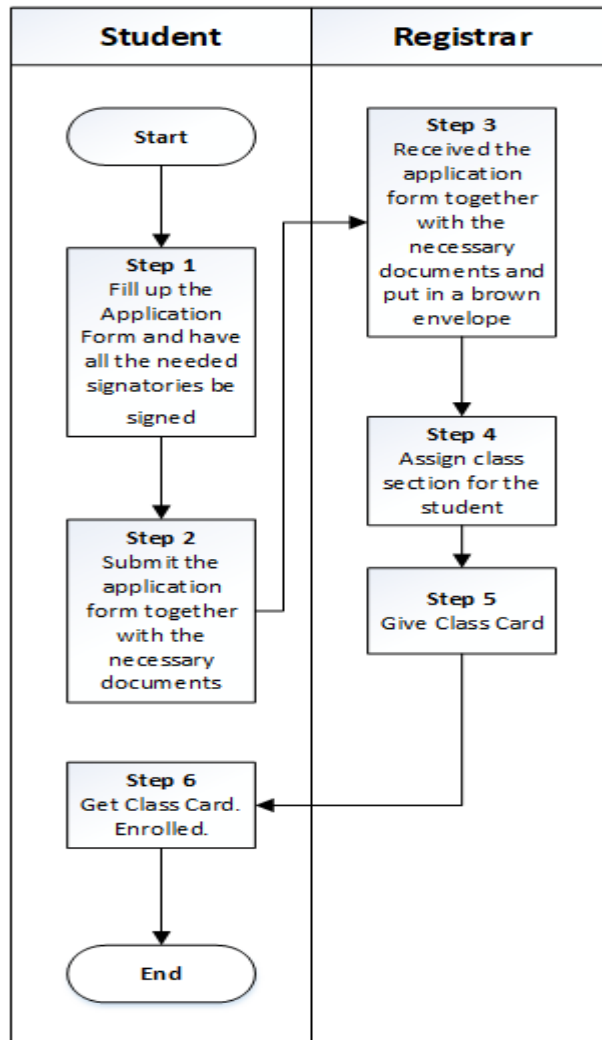 Student
Registrar
Start
Step 1
Fill up the
Application
Form and have
all the needed
signatories be
signed
Step 2
Submit the
application
form together
with the
necessary
documents
Step 3
Received the
application
form together
with the
necessary
documents and
put in a brown
envelope
Step 4
Assign class
section for the
student
Step 5
Give Class Card
Step 6
Get Class Card.
Enrolled.
End